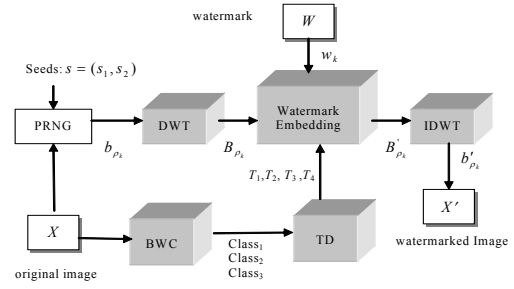 watermark
W
w_k
Seeds: s = (s_1, s_2)
PRNG
b_{ρ_k}
DWT
B_{ρ_k}
Watermark
Embedding
B'_{ρ_k}
IDWT
b'_{ρ_k}
T_1, T_2, T_3, T_4
X'
watermarked Image
X
original image
BWC
Class_1
Class_2
Class_3
TD